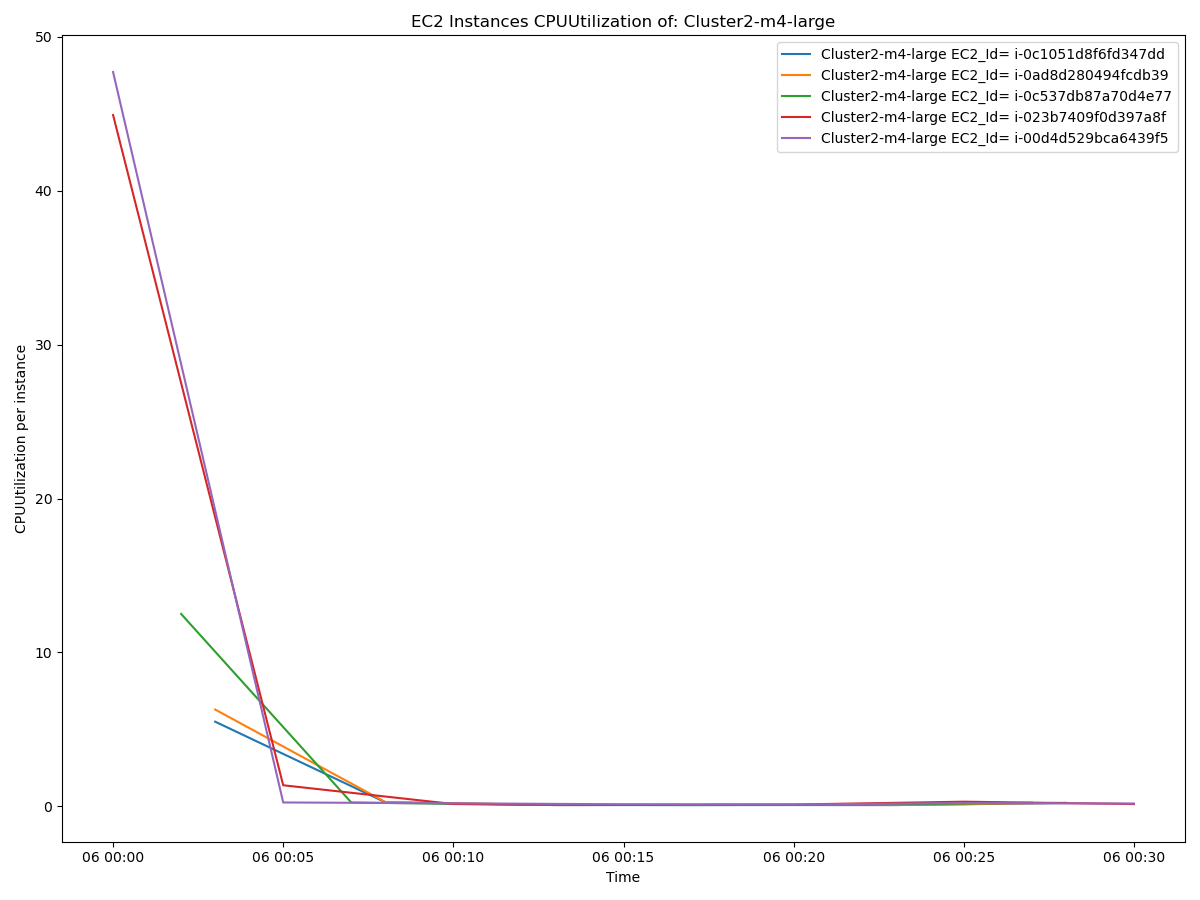 EC2 Instances CPUUtilization of: Cluster2-m4-large
Cluster2-m4-large EC2_Id= i-0c1051d8f6fd347dd
Cluster2-m4-large EC2_Id= i-0ad8d280494fcdb39
Cluster2-m4-large EC2_Id= i-0c537db87a70d4e77
Cluster2-m4-large EC2_Id= i-023b7409f0d397a8f
Cluster2-m4-large EC2_Id= i-00d4d529bca6439f5
CPUUtilization per instance
50
40
30
20
10
0
06 00:00
06 00:05
06 00:10
06 00:15
06 00:20
06 00:25
06 00:30
Time